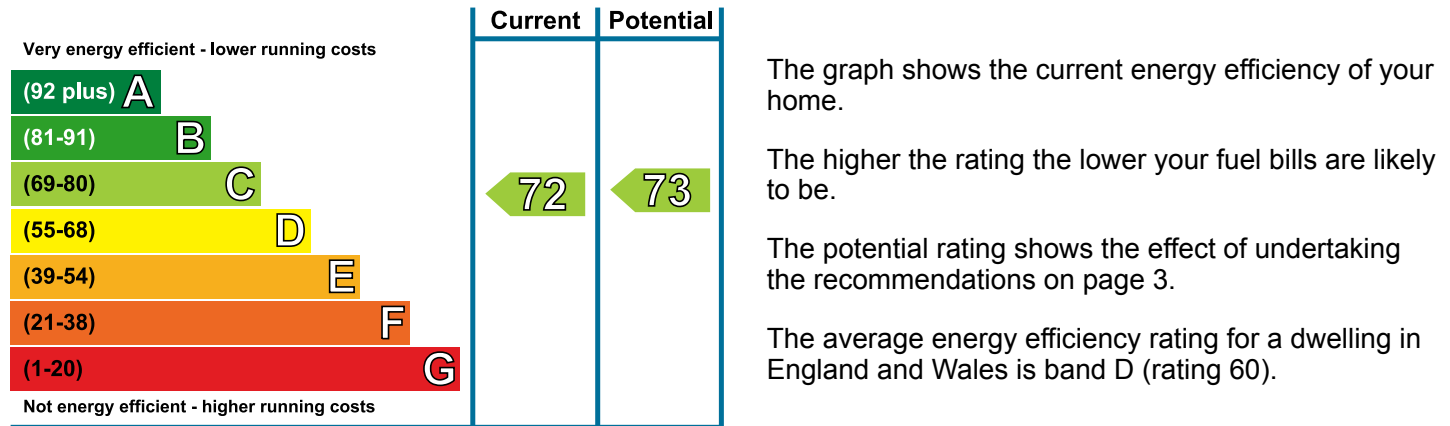 Current Potential
Very energy efficient - lower running costs
(92 plus) A
(81-91) B
(69-80) C
72 73
(55-68) D
(39-54) E
(21-38) F
(1-20) G
Not energy efficient - higher running costs
The graph shows the current energy efficiency of your
home.
The higher the rating the lower your fuel bills are likely
to be.
The potential rating shows the effect of undertaking
the recommendations on page 3.
The average energy efficiency rating for a dwelling in
England and Wales is band D (rating 60).